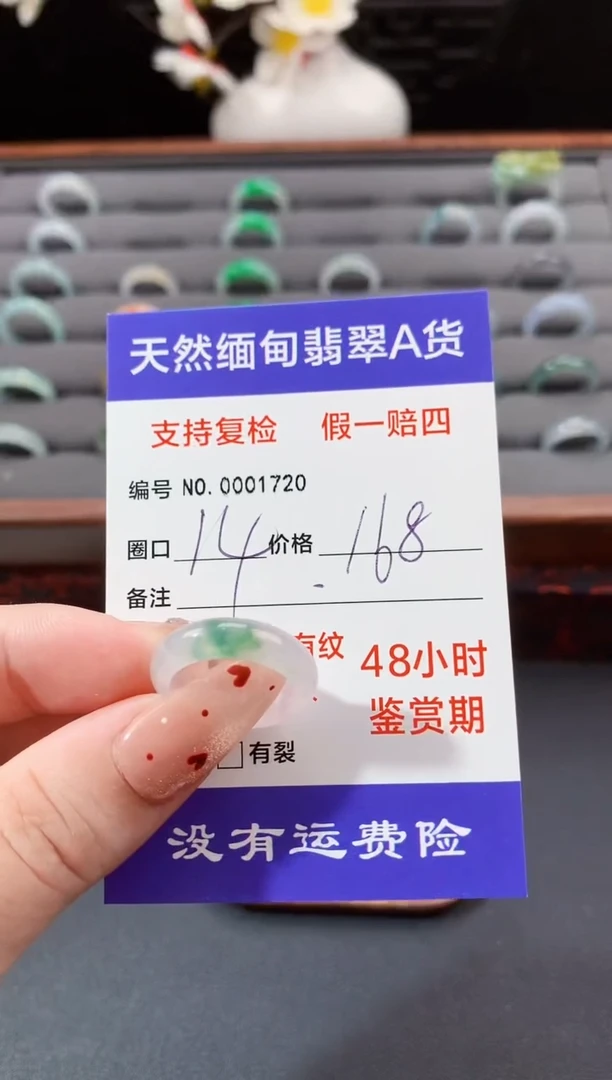 天然缅甸翡翠A货
支持复检 假一赔四
编号 NO.0001720
圈口 14 价格 168
备注
有纹 48小时
鉴赏期
有裂
没有运费险